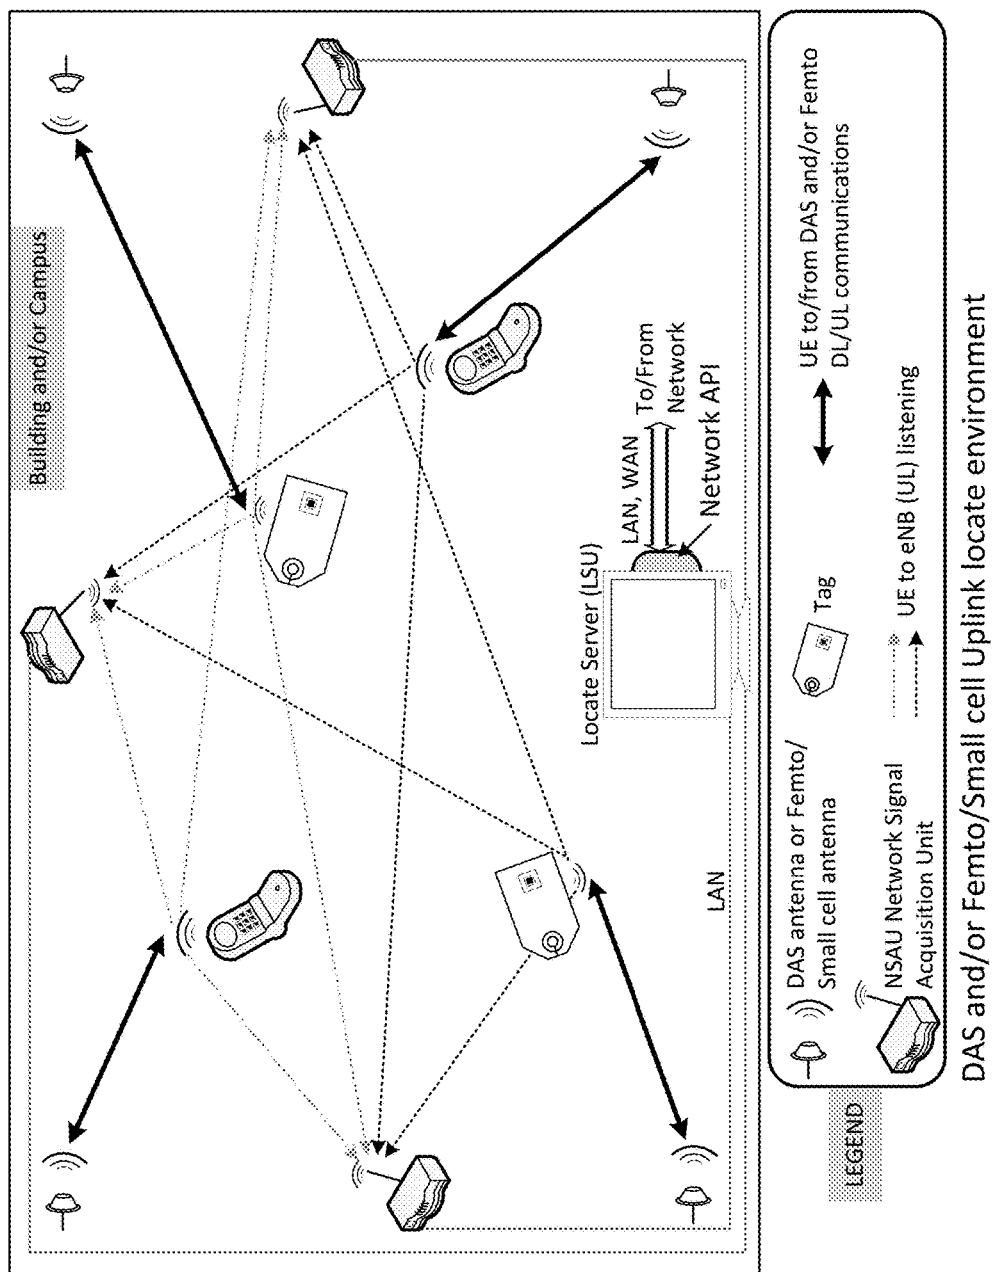 Building and/or Campus
LAN
Locate Server (LSU)
LAN, WAN
To/From
Network
Network API
LEGEND
DAS antenna or Femto/
Small cell antenna
Tag
UE to/from DAS and/or Femto
DL/UL communications
NSAU Network Signal
Acquisition Unit
UE to eNB (UL) listening
DAS and/or Femto/Small cell Uplink locate environment